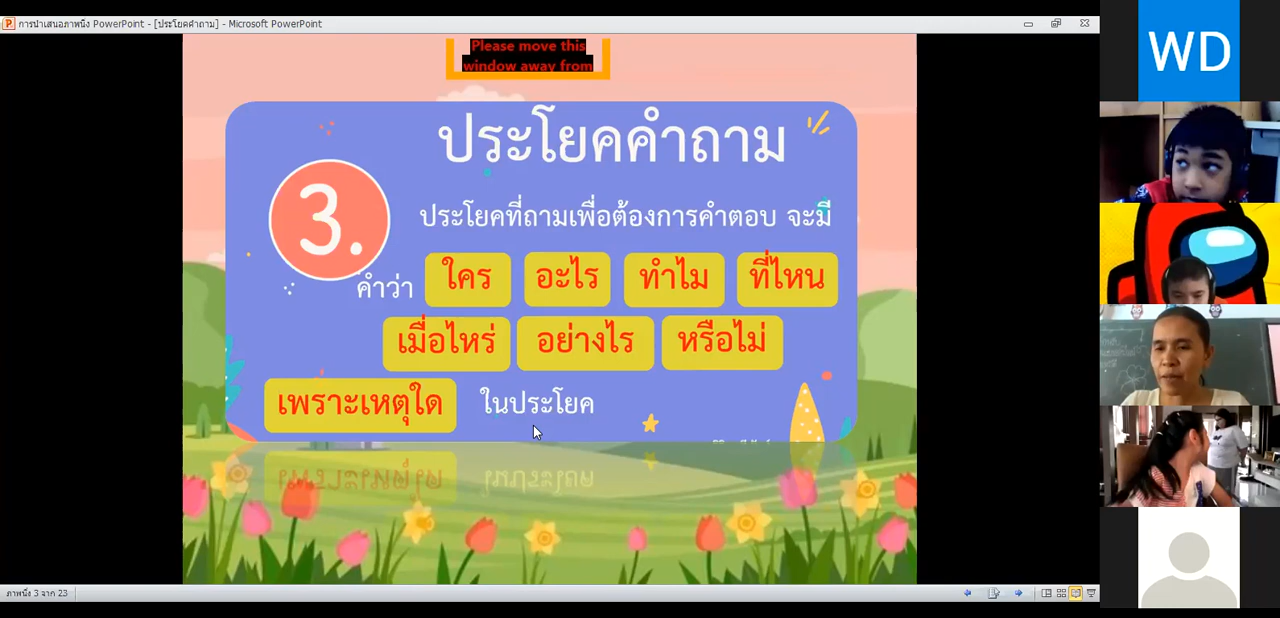 การนำเสนอภาพนิ่ง PowerPoint - [ประโยคคำถาม] - Microsoft PowerPoint
Please move this
window away from
WD
ประโยคคำถาม
3.
ประโยคที่ถามเพื่อต้องการคำตอบ จะมี
คำว่า ใคร อะไร ทำไม ที่ไหน
เมื่อไหร่ อย่างไร หรือไม่
เพราะเหตุใด ในประโยค
ภาพนิ่ง 3 จาก 23